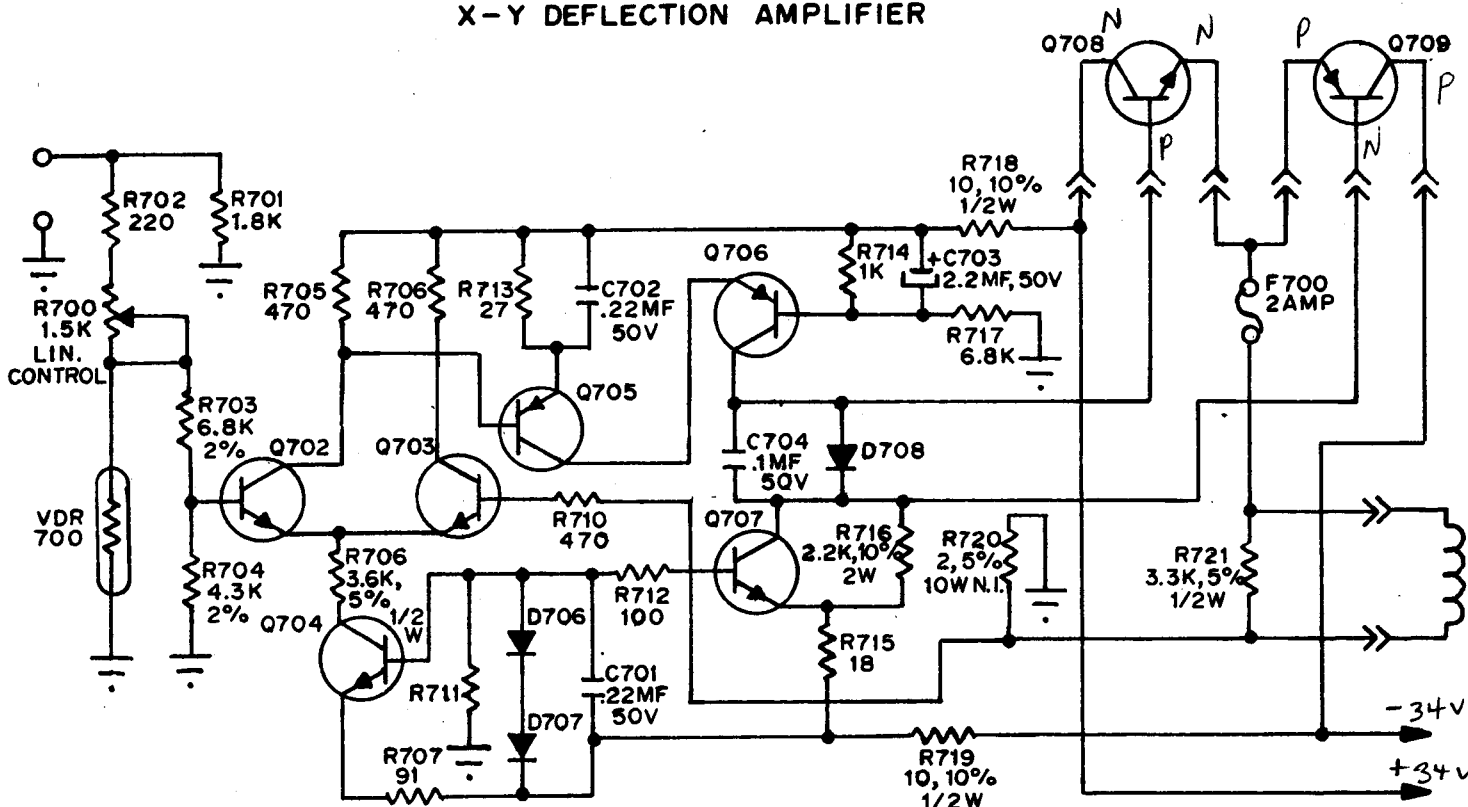 X-Y DEFLECTION AMPLIFIER
N
N
P
Q708
Q709
P
P
N
R702
220
R701
1.8K
R718
10, 10%
1/2W
Q706
R714
1K
+
C703
2.2MF, 50V
R705
470
R706
470
R713
27
C702
.22MF
50V
F700
2AMP
R700
1.5K
LIN.
CONTROL
R717
6.8K
R703
6.8K
2%
Q705
Q702
Q703
C704
.1MF
50V
D708
VDR
700
R710
470
Q707
R716
2.2K, 10%
2W
R720
2, 5%
10W N.I.
R721
3.3K, 5%
1/2W
R704
4.3K
2%
R706
3.6K,
5%
1/2
W
R712
100
Q704
D706
R715
18
R711
C701
.22MF
50V
D707
-34V
R707
91
R719
10, 10%
1/2W
+34V